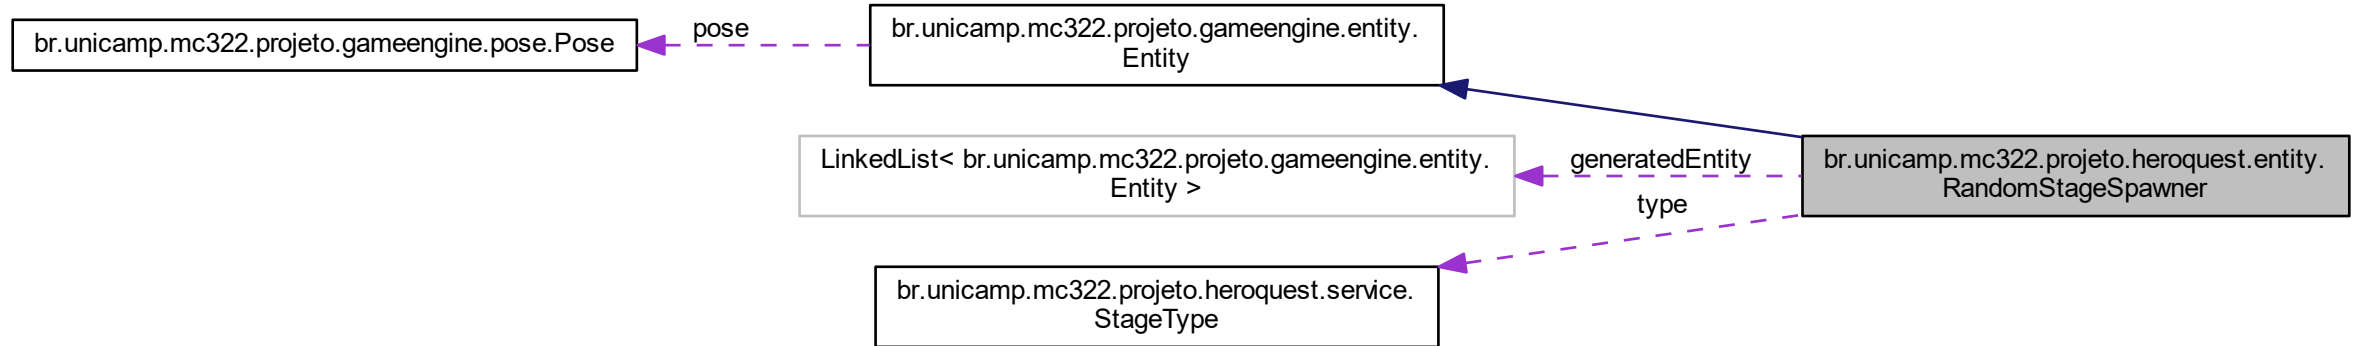 br.unicamp.mc322.projeto.gameengine.pose.Pose
pose
br.unicamp.mc322.projeto.gameengine.entity.
Entity
LinkedList< br.unicamp.mc322.projeto.gameengine.entity.
Entity >
generatedEntity
type
br.unicamp.mc322.projeto.heroquest.entity.
RandomStageSpawner
br.unicamp.mc322.projeto.heroquest.service.
StageType